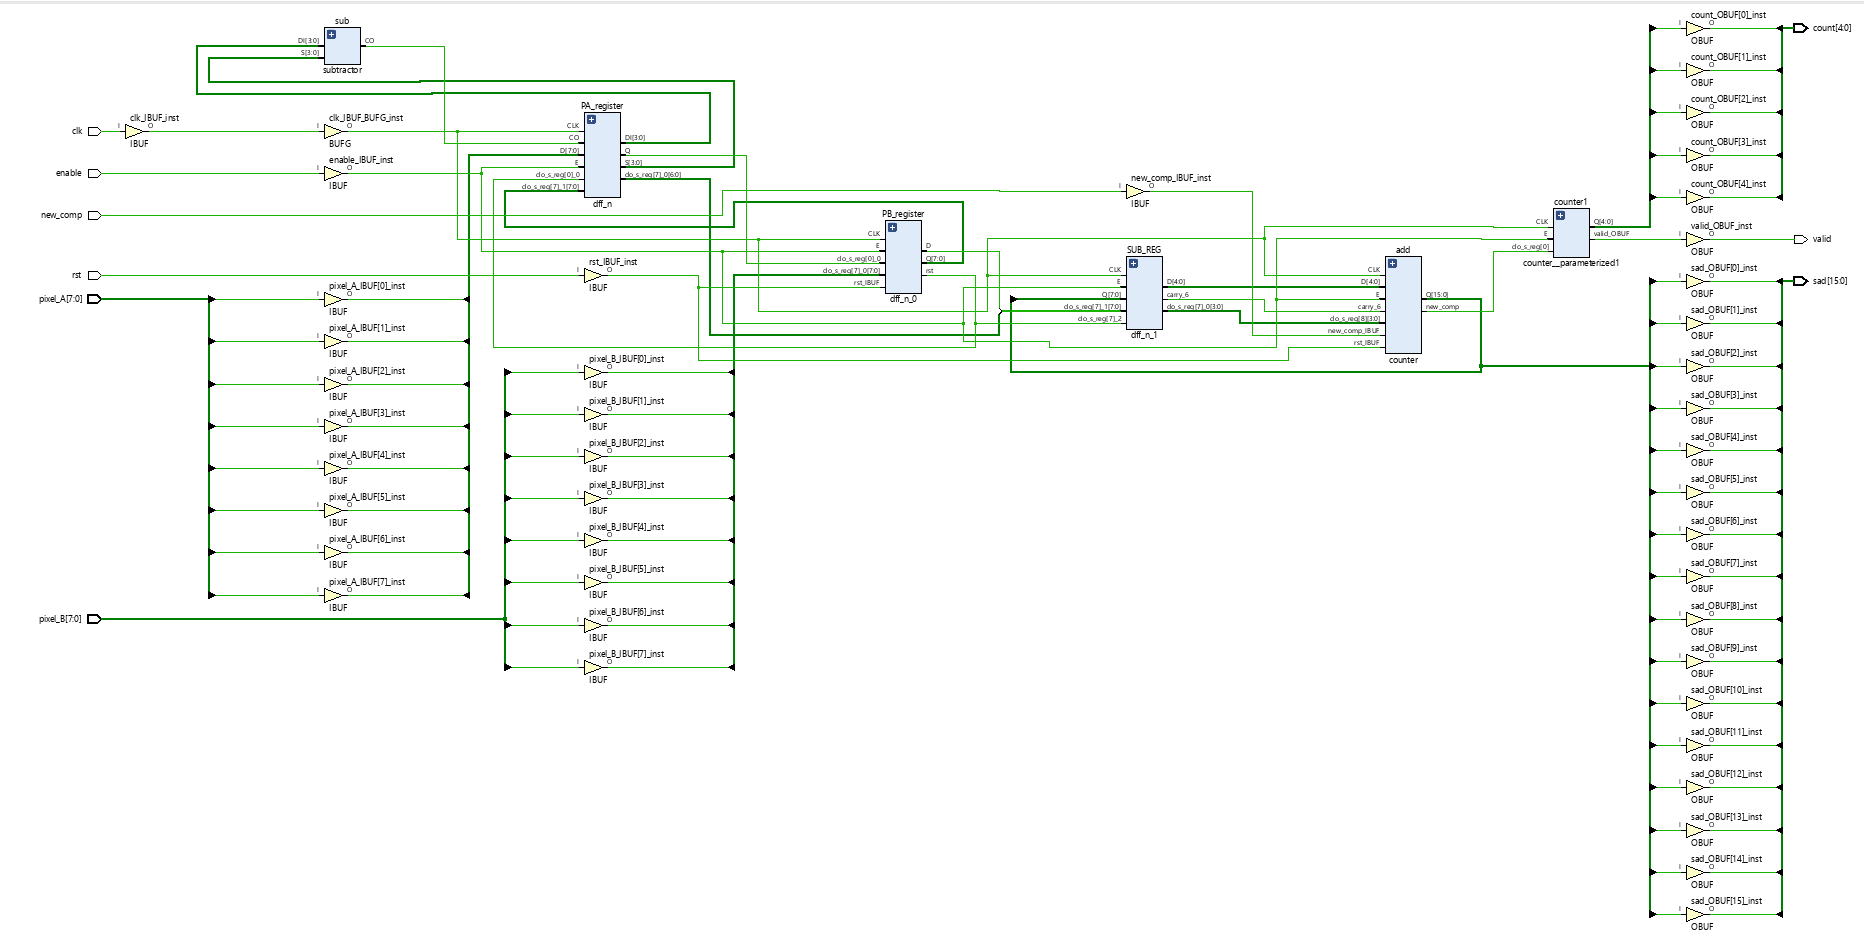 sub
DI[3:0]
S[3:0]
CO
subtractor
clk
I
clk_IBUF_inst
O
IBUF
I
clk_IBUF_BUFG_inst
O
BUFG
enable
I
enable_IBUF_inst
O
IBUF
new_comp
rst
I
rst_IBUF_inst
O
IBUF
PA_register
CLK
CO
D[7:0]
E
do_s_reg[0]_0
do_s_reg[7]_1[7:0]
DI[3:0]
Q
S[3:0]
do_s_reg[7]_0[6:0]
dff_n
I
new_comp_IBUF_inst
O
IBUF
PB_register
CLK
E
do_s_reg[0]_0
do_s_reg[7]_0[7:0]
rst_IBUF
D
Q[7:0]
rst
dff_n_0
SUB_REG
CLK
E
Q[7:0]
do_s_reg[7]_1[7:0]
do_s_reg[7]_2
D[4:0]
carry_6
do_s_reg[7]_0[3:0]
dff_n_1
add
CLK
D[4:0]
E
carry_6
do_s_reg[8][3:0]
new_comp_IBUF
rst_IBUF
Q[15:0]
new_comp
counter
counter1
CLK
E
do_s_reg[0]
Q[4:0]
valid_OBUF
counter__parameterized1
pixel_A[7:0]
I
pixel_A_IBUF[0]_inst
O
IBUF
I
pixel_A_IBUF[1]_inst
O
IBUF
I
pixel_A_IBUF[2]_inst
O
IBUF
I
pixel_A_IBUF[3]_inst
O
IBUF
I
pixel_A_IBUF[4]_inst
O
IBUF
I
pixel_A_IBUF[5]_inst
O
IBUF
I
pixel_A_IBUF[6]_inst
O
IBUF
I
pixel_A_IBUF[7]_inst
O
IBUF
pixel_B[7:0]
I
pixel_B_IBUF[0]_inst
O
IBUF
I
pixel_B_IBUF[1]_inst
O
IBUF
I
pixel_B_IBUF[2]_inst
O
IBUF
I
pixel_B_IBUF[3]_inst
O
IBUF
I
pixel_B_IBUF[4]_inst
O
IBUF
I
pixel_B_IBUF[5]_inst
O
IBUF
I
pixel_B_IBUF[6]_inst
O
IBUF
I
pixel_B_IBUF[7]_inst
O
IBUF
I
count_OBUF[0]_inst
O
OBUF
count[4:0]
I
count_OBUF[1]_inst
O
OBUF
I
count_OBUF[2]_inst
O
OBUF
I
count_OBUF[3]_inst
O
OBUF
I
count_OBUF[4]_inst
O
OBUF
I
valid_OBUF_inst
O
OBUF
valid
I
sad_OBUF[0]_inst
O
OBUF
sad[15:0]
I
sad_OBUF[1]_inst
O
OBUF
I
sad_OBUF[2]_inst
O
OBUF
I
sad_OBUF[3]_inst
O
OBUF
I
sad_OBUF[4]_inst
O
OBUF
I
sad_OBUF[5]_inst
O
OBUF
I
sad_OBUF[6]_inst
O
OBUF
I
sad_OBUF[7]_inst
O
OBUF
I
sad_OBUF[8]_inst
O
OBUF
I
sad_OBUF[9]_inst
O
OBUF
I
sad_OBUF[10]_inst
O
OBUF
I
sad_OBUF[11]_inst
O
OBUF
I
sad_OBUF[12]_inst
O
OBUF
I
sad_OBUF[13]_inst
O
OBUF
I
sad_OBUF[14]_inst
O
OBUF
I
sad_OBUF[15]_inst
O
OBUF